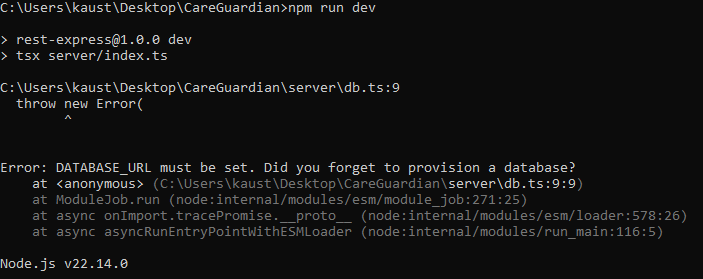 C:\Users\kaust\Desktop\CareGuardian>npm run dev
> rest-express@1.0.0 dev
> tsx server/index.ts
C:\Users\kaust\Desktop\CareGuardian\server\db.ts:9
  throw new Error(
        ^
Error: DATABASE_URL must be set. Did you forget to provision a database?
    at <anonymous> (C:\Users\kaust\Desktop\CareGuardian\server\db.ts:9:9)
    at ModuleJob.run (node:internal/modules/esm/module_job:271:25)
    at async onImport.tracePromise.__proto__ (node:internal/modules/esm/loader:578:26)
    at async asyncRunEntryPointWithESMLoader (node:internal/modules/run_main:116:5)
Node.js v22.14.0